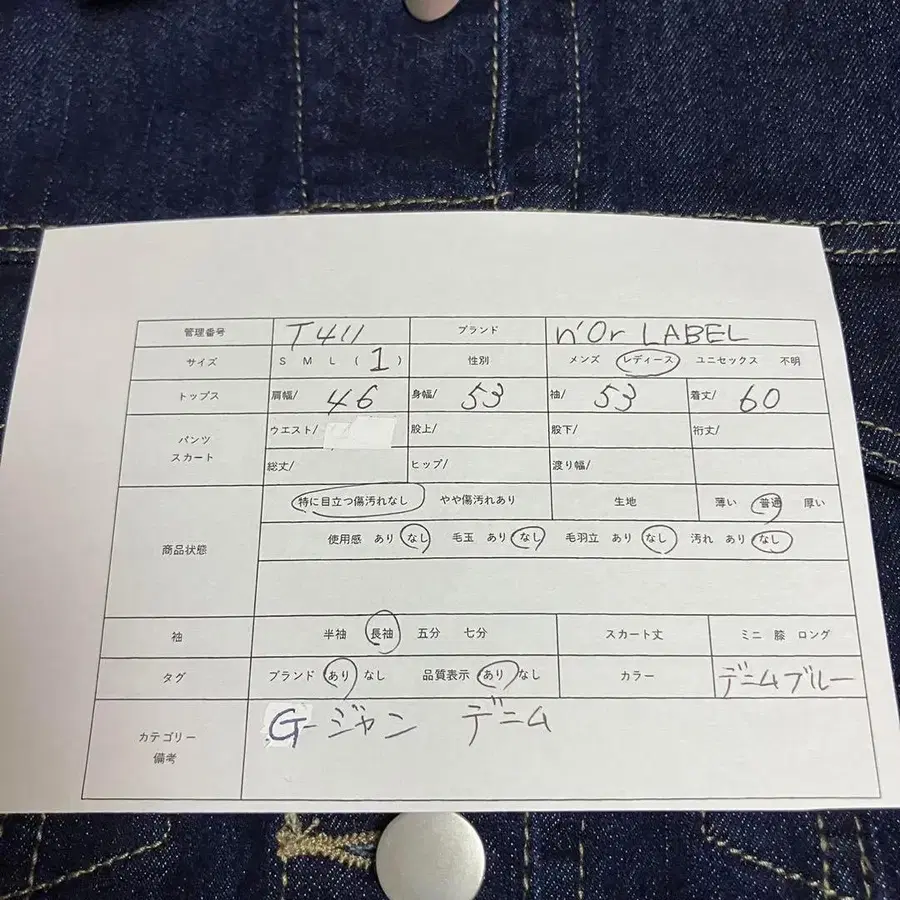 管理番号 T411 ブランド n'Or LABEL
サイズ S M L ( 1 ) 性別 メンズ レディース ユニセックス 不明
トップス 肩幅/ 46 身幅/ 53 袖/ 53 着丈/ 60
パンツ
スカート
ウエスト/ 股上/ 股下/ 裄丈/
総丈/ ヒップ/ 渡り幅/
商品状態
特に目立つ傷汚れなし やや傷汚れあり 生地 薄い 普通 厚い
使用感 あり なし 毛玉 あり なし 毛羽立 あり なし 汚れ あり なし
袖 半袖 長袖 五分 七分 スカート丈 ミニ 膝 ロング
タグ ブランド あり なし 品質表示 あり なし カラー デニムブルー
カテゴリー
備考
G-ジャン デニム